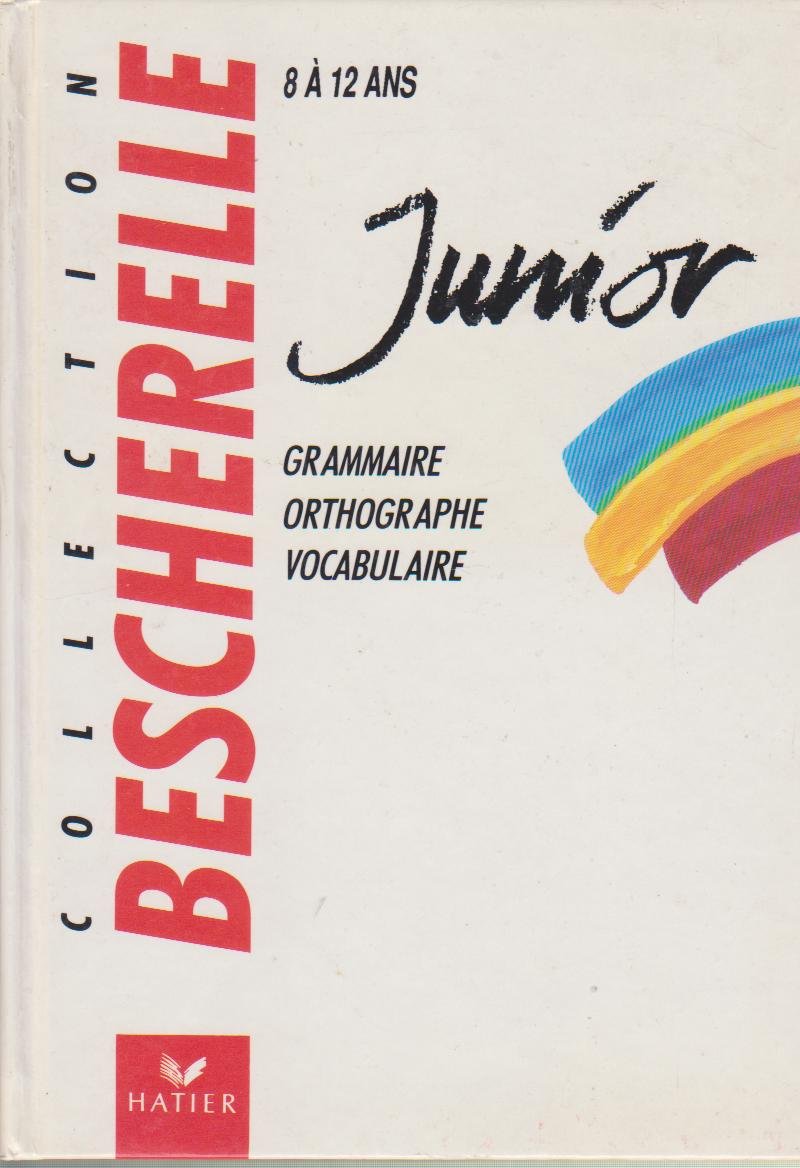 COLLECTION
BESCHERELLE
8 À 12 ANS
Junior
GRAMMAIRE
ORTHOGRAPHE
VOCABULAIRE
HATIER